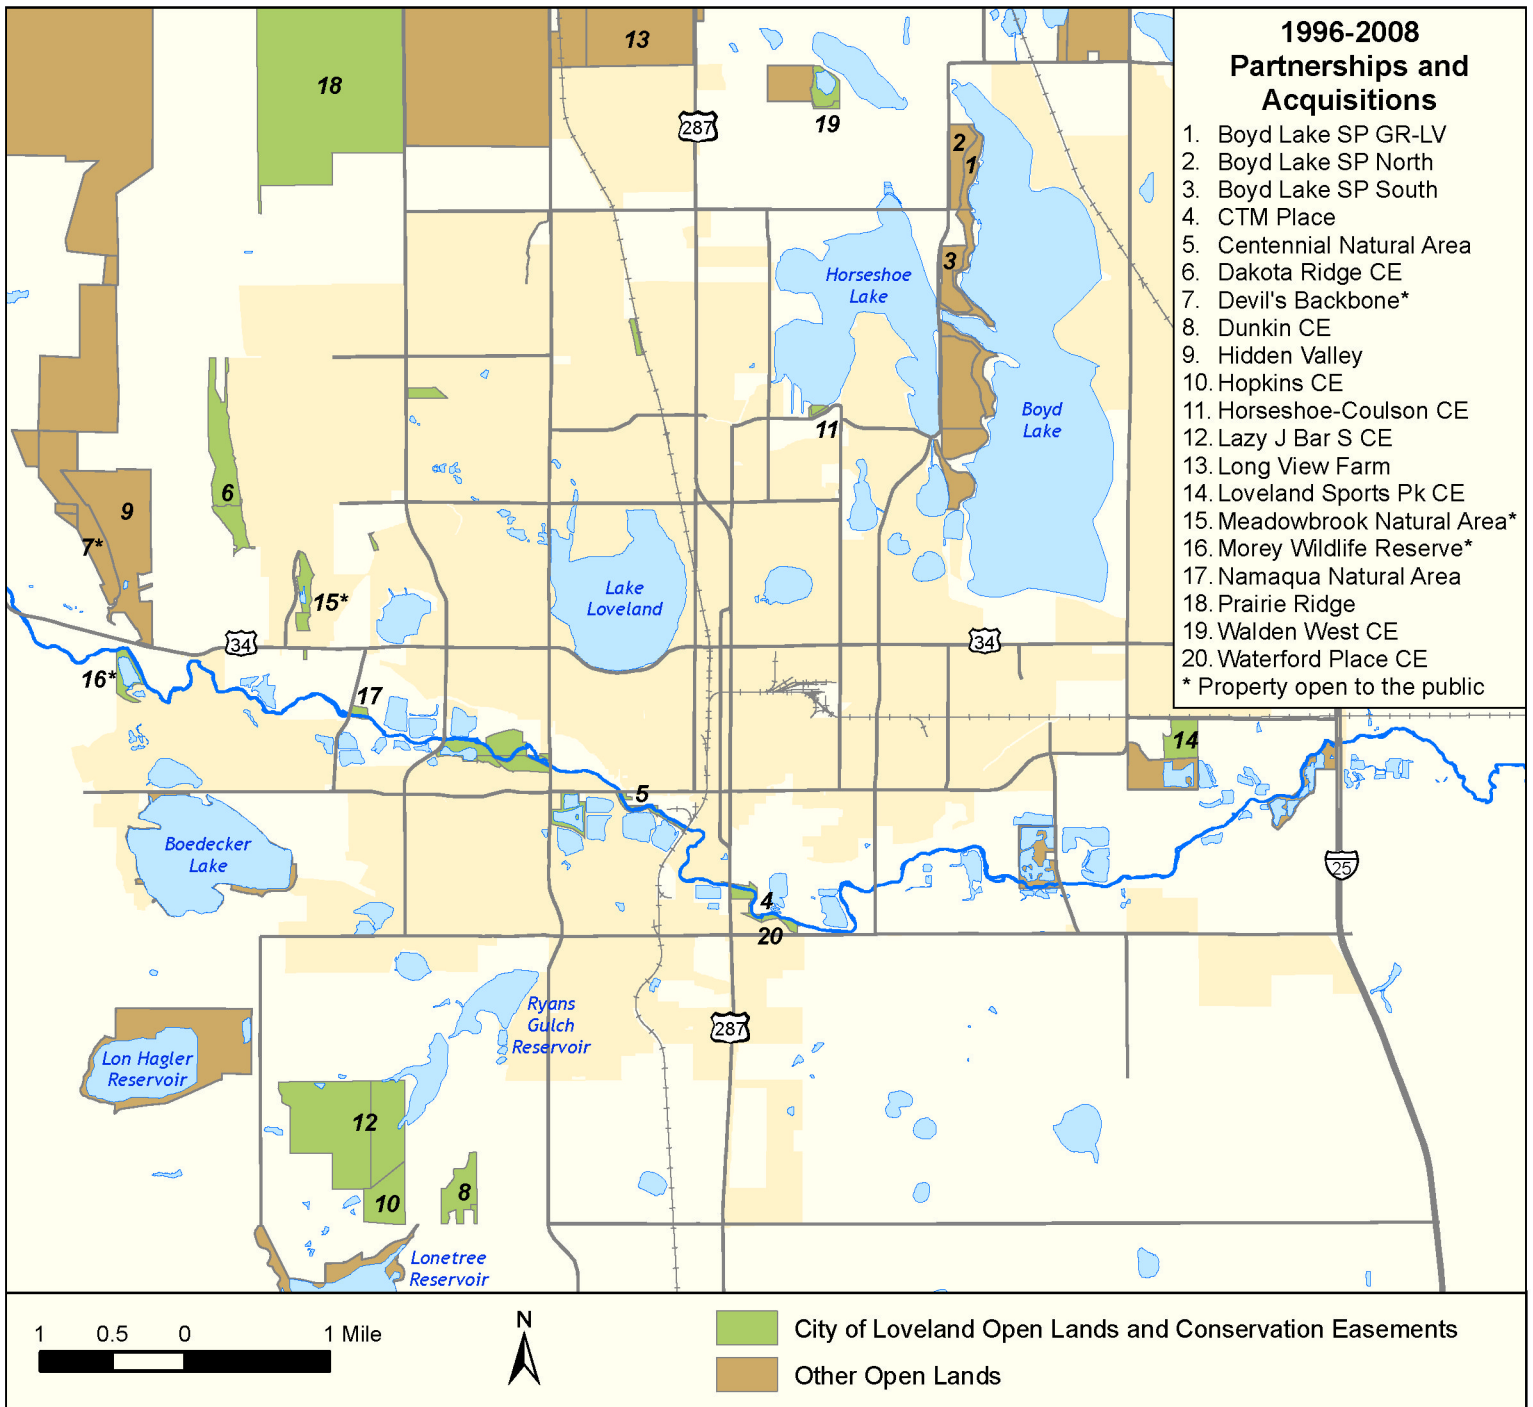 1996-2008
Partnerships and
Acquisitions
1. Boyd Lake SP GR-LV
2. Boyd Lake SP North
3. Boyd Lake SP South
4. CTM Place
5. Centennial Natural Area
6. Dakota Ridge CE
7. Devil's Backbone*
8. Dunkin CE
9. Hidden Valley
10. Hopkins CE
11. Horseshoe-Coulson CE
12. Lazy J Bar S CE
13. Long View Farm
14. Loveland Sports Pk CE
15. Meadowbrook Natural Area*
16. Morey Wildlife Reserve*
17. Namaqua Natural Area
18. Prairie Ridge
19. Walden West CE
20. Waterford Place CE
* Property open to the public
13
18
287
19
2
1
3
Horseshoe
Lake
Boyd
Lake
11
6
9
7*
15*
Lake
Loveland
34
34
16*
17
14
5
Boedecker
Lake
25
4
20
Ryans
Gulch
Reservoir
287
Lon Hagler
Reservoir
12
10
8
Lonetree
Reservoir
1 0.5 0 1 Mile
N
City of Loveland Open Lands and Conservation Easements
Other Open Lands